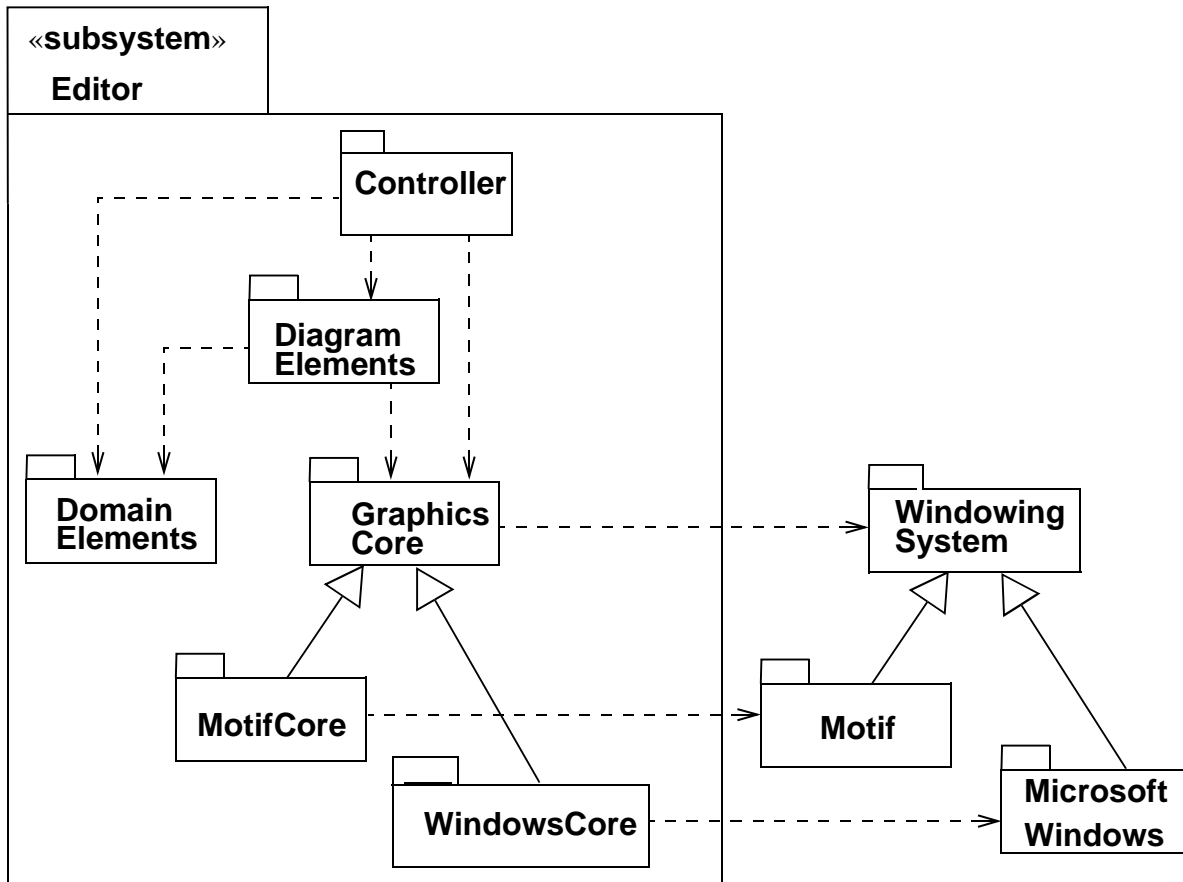 «subsystem»
Editor
Controller
Diagram
Elements
Domain
Elements
Graphics
Core
Windowing
System
MotifCore
Motif
WindowsCore
Microsoft
Windows